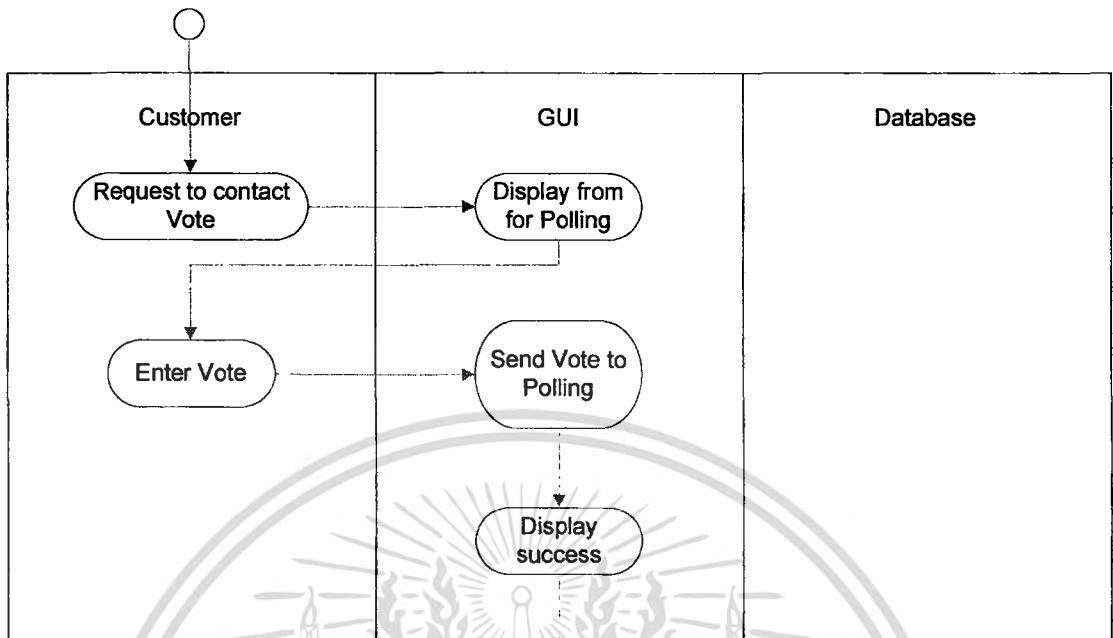 Customer
GUI
Database
Request to contact
Vote
Display from
for Polling
Enter Vote
Send Vote to
Polling
Display
success